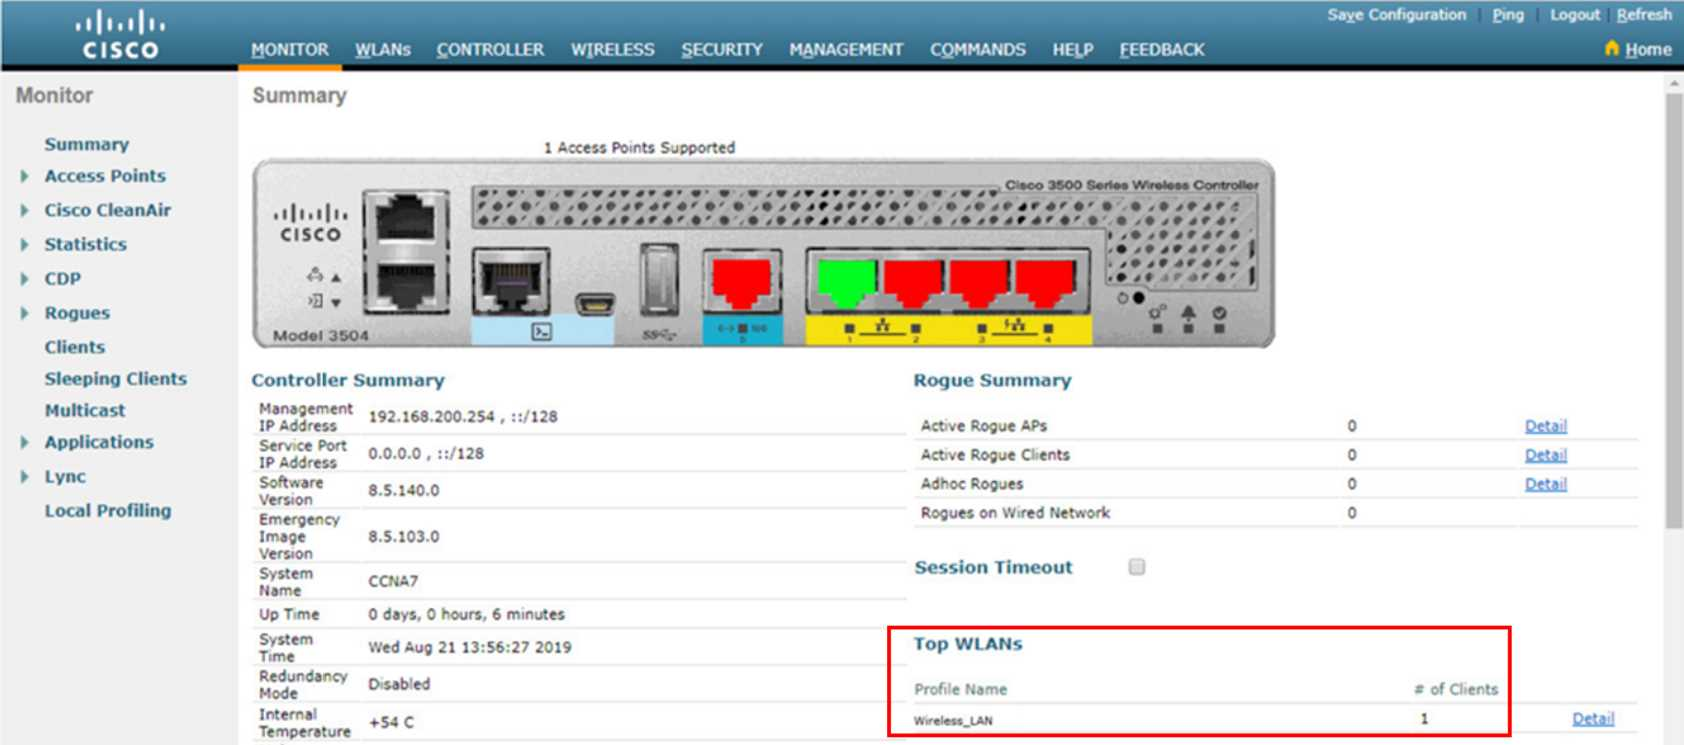 Save Configuration | Ping | Logout | Refresh
CISCO
MONITOR WLANs CONTROLLER WIRELESS SECURITY MANAGEMENT COMMANDS HELP FEEDBACK
Home
Monitor
Summary
Access Points
Cisco CleanAir
Statistics
CDP
Rogues
Clients
Sleeping Clients
Multicast
Applications
Lync
Local Profiling
Summary
1 Access Points Supported
Cisco 3500 Series Wireless Controller
CISCO
Model 3504
5
1 2 3 4
Controller Summary
Management
IP Address 192.168.200.254 , ::/128
Service Port
IP Address 0.0.0.0 , ::/128
Software
Version 8.5.140.0
Emergency
Image
Version 8.5.103.0
System
Name CCNA7
Up Time 0 days, 0 hours, 6 minutes
System
Time Wed Aug 21 13:56:27 2019
Redundancy
Mode Disabled
Internal
Temperature +54 C
Rogue Summary
Active Rogue APs 0 Detail
Active Rogue Clients 0 Detail
Adhoc Rogues 0 Detail
Rogues on Wired Network 0
Session Timeout
Top WLANs
Profile Name # of Clients
Wireless_LAN 1 Detail